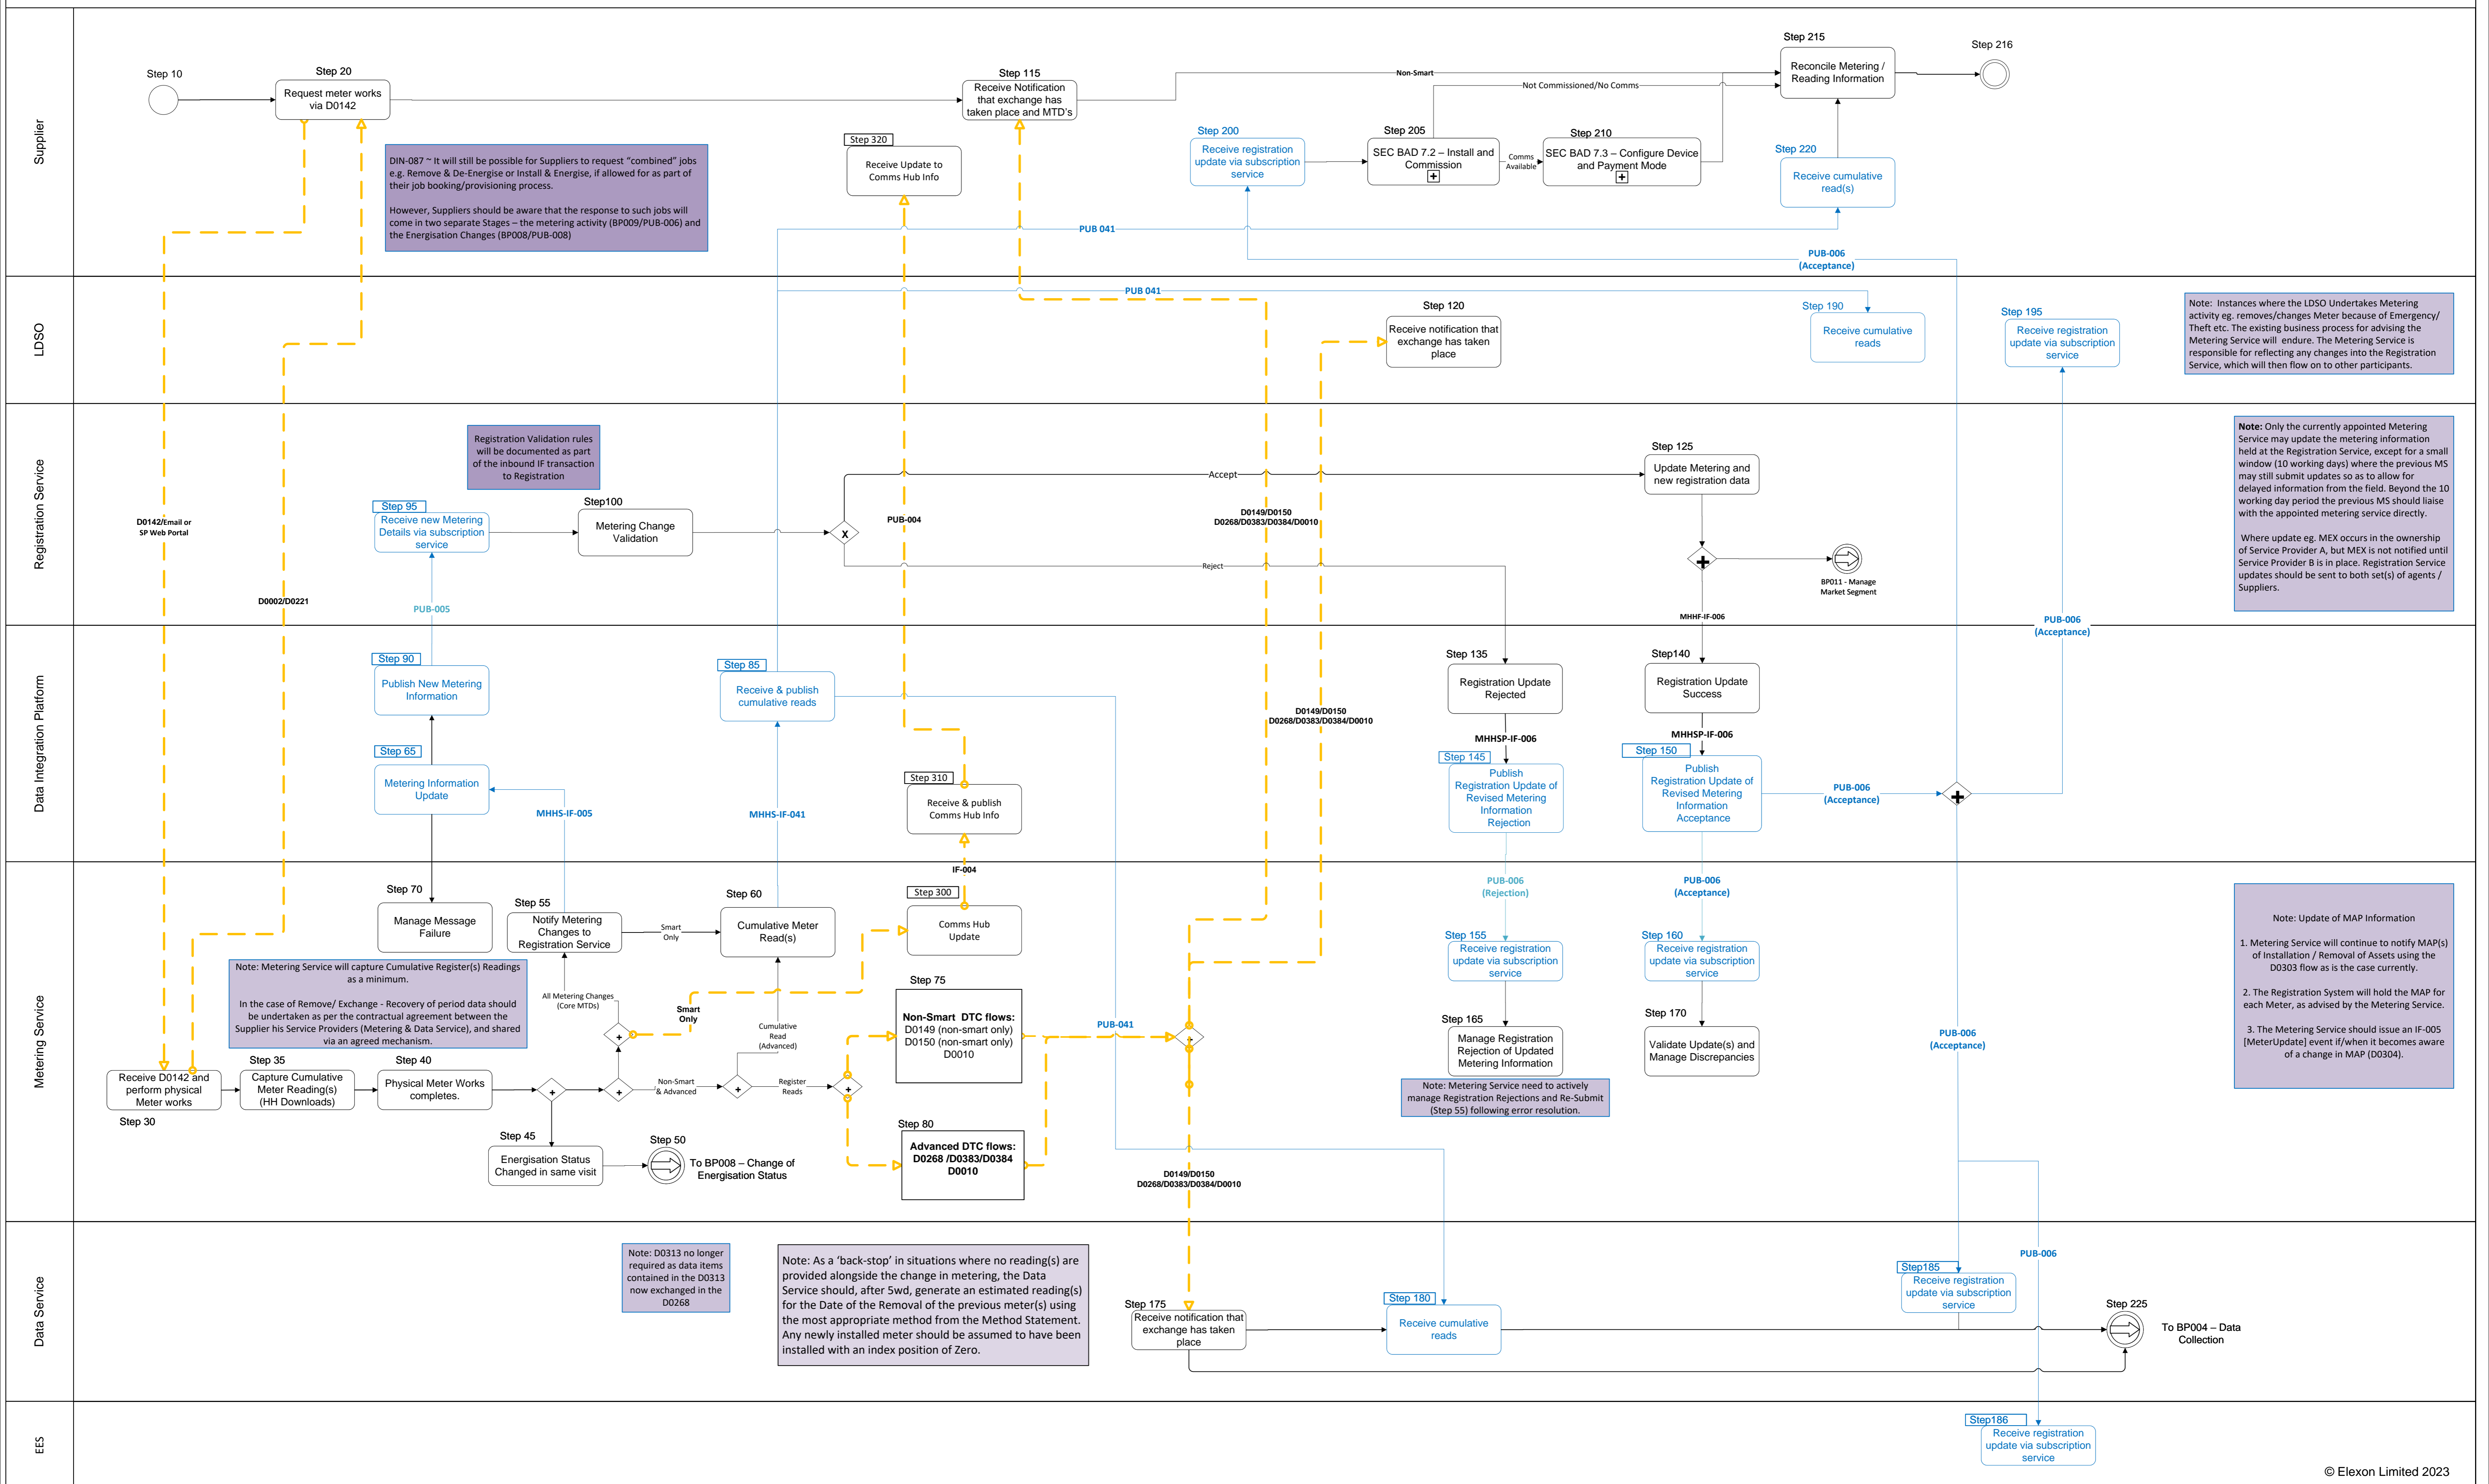 Supplier
Step 10
Step 20
Request meter works
via D0142
DIN-087 ~ It will still be possible for Suppliers to request “combined” jobs
e.g. Remove & De-Energise or Install & Energise, if allowed for as part of
their job booking/provisioning process.
However, Suppliers should be aware that the response to such jobs will
come in two separate Stages – the metering activity (BP009/PUB-006) and
the Energisation Changes (BP008/PUB-008)
Step 320
Receive Update to
Comms Hub Info
Step 115
Receive Notification
that exchange has
taken place and MTD's
Non-Smart
Not Commissioned/No Comms
Step 200
Receive registration
update via subscription
service
Step 205
SEC BAD 7.2 – Install and
Commission
Comms
Available
Step 210
SEC BAD 7.3 – Configure Device
and Payment Mode
Step 215
Reconcile Metering /
Reading Information
Step 216
Step 220
Receive cumulative
read(s)
PUB 041
PUB-006
(Acceptance)
LDSO
PUB 041
Step 120
Receive notification that
exchange has taken
place
Step 190
Receive cumulative
reads
Step 195
Receive registration
update via subscription
service
Note: Instances where the LDSO Undertakes Metering
activity eg. removes/changes Meter because of Emergency/
Theft etc. The existing business process for advising the
Metering Service will endure. The Metering Service is
responsible for reflecting any changes into the Registration
Service, which will then flow on to other participants.
Registration Service
D0142/Email or
SP Web Portal
D0002/D0221
Registration Validation rules
will be documented as part
of the inbound IF transaction
to Registration
Step 95
Receive new Metering
Details via subscription
service
Step100
Metering Change
Validation
X
PUB-004
PUB-005
Accept
Reject
D0149/D0150
D0268/D0383/D0384/D0010
Step 125
Update Metering and
new registration data
BP011 - Manage
Market Segment
MHHF-IF-006
Note: Only the currently appointed Metering
Service may update the metering information
held at the Registration Service, except for a small
window (10 working days) where the previous MS
may still submit updates so as to allow for
delayed information from the field. Beyond the 10
working day period the previous MS should liaise
with the appointed metering service directly.
Where update eg. MEX occurs in the ownership
of Service Provider A, but MEX is not notified until
Service Provider B is in place. Registration Service
updates should be sent to both set(s) of agents /
Suppliers.
PUB-006
(Acceptance)
Data Integration Platform
Step 90
Publish New Metering
Information
Step 65
Metering Information
Update
MHHS-IF-005
Step 85
Receive & publish
cumulative reads
MHHS-IF-041
Step 310
Receive & publish
Comms Hub Info
D0149/D0150
D0268/D0383/D0384/D0010
Step 135
Registration Update
Rejected
MHHSP-IF-006
Step 145
Publish
Registration Update of
Revised Metering
Information
Rejection
Step140
Registration Update
Success
MHHSP-IF-006
Step 150
Publish
Registration Update of
Revised Metering
Information
Acceptance
PUB-006
(Acceptance)
Metering Service
Step 70
Manage Message
Failure
Step 55
Notify Metering
Changes to
Registration Service
Smart
Only
Step 60
Cumulative Meter
Read(s)
IF-004
Step 300
Comms Hub
Update
Note: Metering Service will capture Cumulative Register(s) Readings
as a minimum.
In the case of Remove/ Exchange - Recovery of period data should
be undertaken as per the contractual agreement between the
Supplier his Service Providers (Metering & Data Service), and shared
via an agreed mechanism.
All Metering Changes
(Core MTDs)
Smart
Only
Cumulative
Read
(Advanced)
Step 75
Non-Smart DTC flows:
D0149 (non-smart only)
D0150 (non-smart only)
D0010
PUB-041
Receive D0142 and
perform physical
Meter works
Step 30
Step 35
Capture Cumulative
Meter Reading(s)
(HH Downloads)
Step 40
Physical Meter Works
completes.
Non-Smart
& Advanced
Register
Reads
Step 45
Energisation Status
Changed in same visit
Step 50
To BP008 – Change of
Energisation Status
Step 80
Advanced DTC flows:
D0268 /D0383/D0384
D0010
D0149/D0150
D0268/D0383/D0384/D0010
PUB-006
(Rejection)
Step 155
Receive registration
update via subscription
service
Step 165
Manage Registration
Rejection of Updated
Metering Information
Note: Metering Service need to actively
manage Registration Rejections and Re-Submit
(Step 55) following error resolution.
PUB-006
(Acceptance)
Step 160
Receive registration
update via subscription
service
Step 170
Validate Update(s) and
Manage Discrepancies
PUB-006
(Acceptance)
Note: Update of MAP Information
1. Metering Service will continue to notify MAP(s)
of Installation / Removal of Assets using the
D0303 flow as is the case currently.
2. The Registration System will hold the MAP for
each Meter, as advised by the Metering Service.
3. The Metering Service should issue an IF-005
[MeterUpdate] event if/when it becomes aware
of a change in MAP (D0304).
Data Service
Note: D0313 no longer
required as data items
contained in the D0313
now exchanged in the
D0268
Note: As a ‘back-stop’ in situations where no reading(s) are
provided alongside the change in metering, the Data
Service should, after 5wd, generate an estimated reading(s)
for the Date of the Removal of the previous meter(s) using
the most appropriate method from the Method Statement.
Any newly installed meter should be assumed to have been
installed with an index position of Zero.
Step 175
Receive notification that
exchange has taken
place
Step 180
Receive cumulative
reads
Step185
Receive registration
update via subscription
service
PUB-006
Step 225
To BP004 – Data
Collection
EES
Step186
Receive registration
update via subscription
service
© Elexon Limited 2023